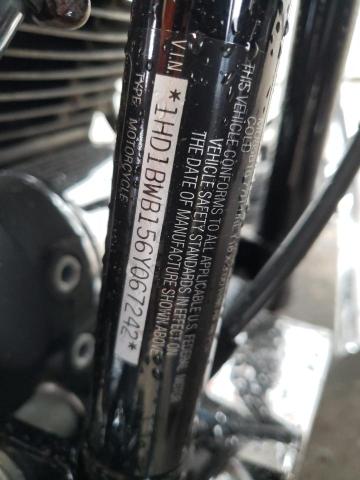 THIS VEHICLE CONFORMS TO ALL APPLICABLE U.S. FEDERAL MOTOR
VEHICLE SAFETY STANDARDS IN EFFECT ON
THE DATE OF MANUFACTURE SHOWN ABOVE
V.I.N.
*1HD1BWB156Y067242*
TYPE MOTORCYCLE